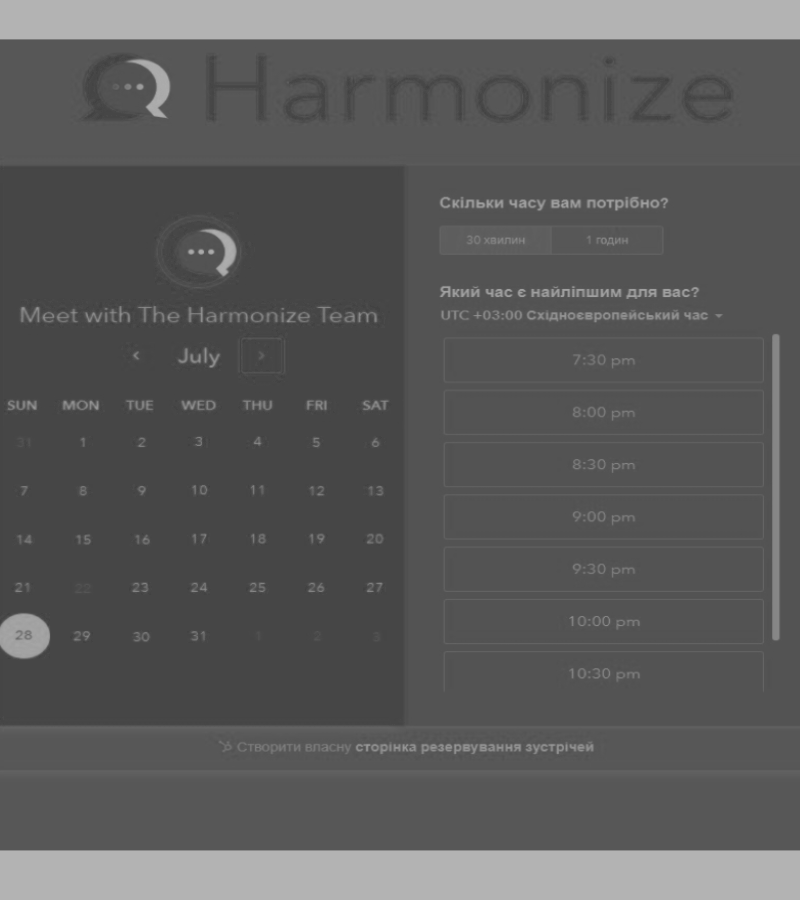 Harmonize
Meet with The Harmonize Team
July
SUN MON TUE WED THU FRI SAT
31 1 2 3 4 5 6
7 8 9 10 11 12 13
14 15 16 17 18 19 20
21 22 23 24 25 26 27
28 29 30 31 1 2 3
Скільки часу вам потрібно?
30 хвилин 1 годин
Який час є найліпшим для вас?
UTC +03:00 Східноєвропейський час
7:30 pm
8:00 pm
8:30 pm
9:00 pm
9:30 pm
10:00 pm
10:30 pm
Створити власну сторінка резервування зустрічей